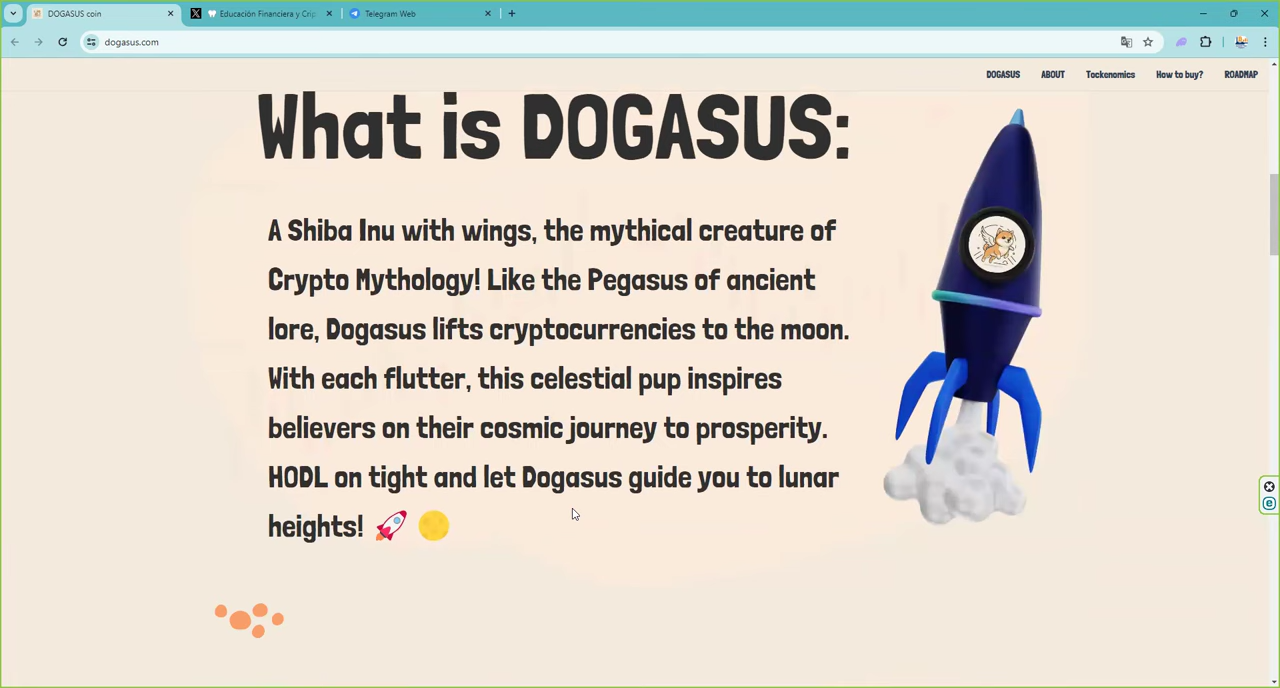 DOGASUS coin
Educación Financiera y Crip
Telegram Web
dogasus.com
DOGASUS ABOUT Tockenomics How to buy? ROADMAP
What is DOGASUS:
A Shiba Inu with wings, the mythical creature of
Crypto Mythology! Like the Pegasus of ancient
lore, Dogasus lifts cryptocurrencies to the moon.
With each flutter, this celestial pup inspires
believers on their cosmic journey to prosperity.
HODL on tight and let Dogasus guide you to lunar
heights! 🚀 🌕